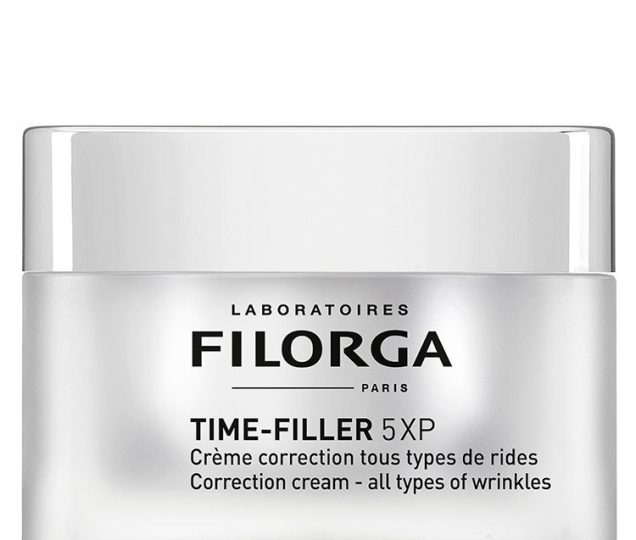 LABORATOIRES
FILORGA
PARIS
TIME-FILLER 5XP
Crème correction tous types de rides
Correction cream - all types of wrinkles